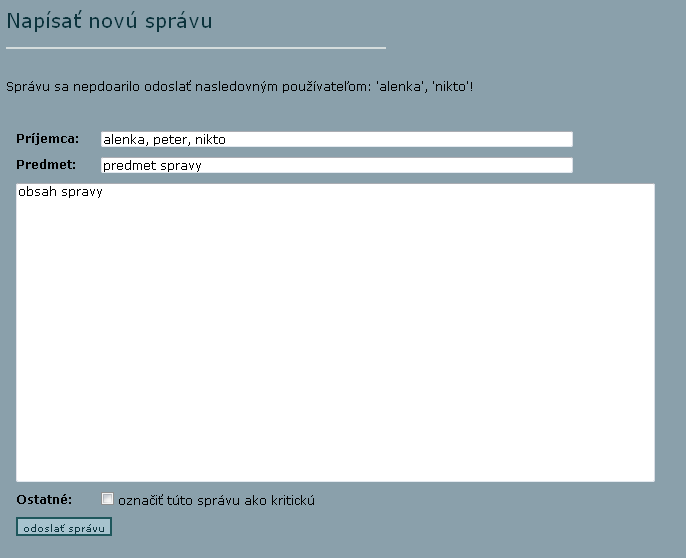 Napísať novú správu
Správu sa nepdoarilo odoslať nasledovným používateľom: 'alenka', 'nikto'!
Príjemca: alenka, peter, nikto
Predmet: predmet spravy
obsah spravy
Ostatné: označiť túto správu ako kritickú
odoslať správu